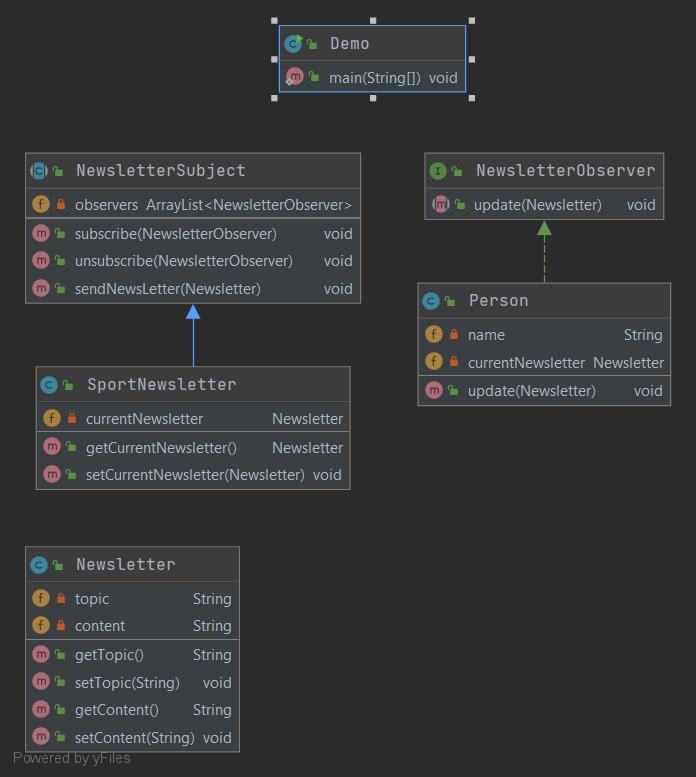 Demo
main(String[]) void
NewsletterSubject
observers ArrayList<NewsletterObserver>
subscribe(NewsletterObserver) void
unsubscribe(NewsletterObserver) void
sendNewsLetter(Newsletter) void
NewsletterObserver
update(Newsletter) void
Person
name String
currentNewsletter Newsletter
update(Newsletter) void
SportNewsletter
currentNewsletter Newsletter
getCurrentNewsletter() Newsletter
setCurrentNewsletter(Newsletter) void
Newsletter
topic String
content String
getTopic() String
setTopic(String) void
getContent() String
setContent(String) void
Powered by yFiles